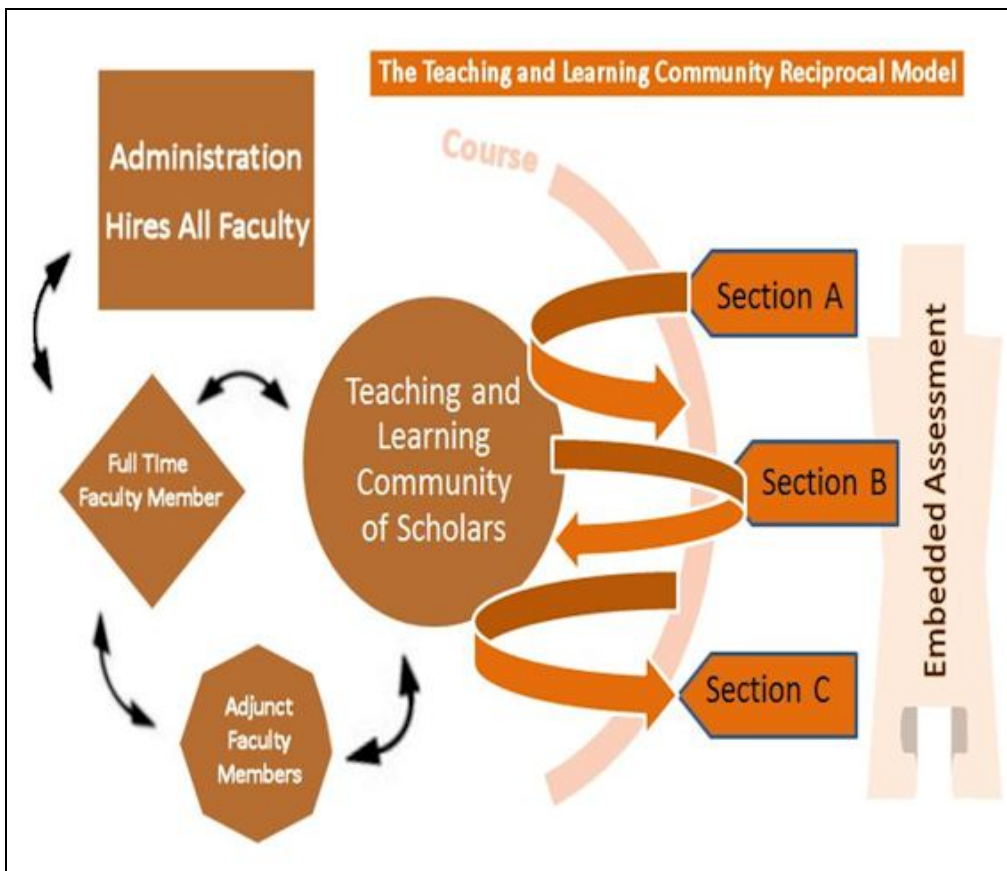 The Teaching and Learning Community Reciprocal Model
Administration
Hires All Faculty
Course
Section A
Full TIme
Faculty Member
Teaching and
Learning
Community
of Scholars
Section B
Embedded Assessment
Adjunct
Faculty
Members
Section C